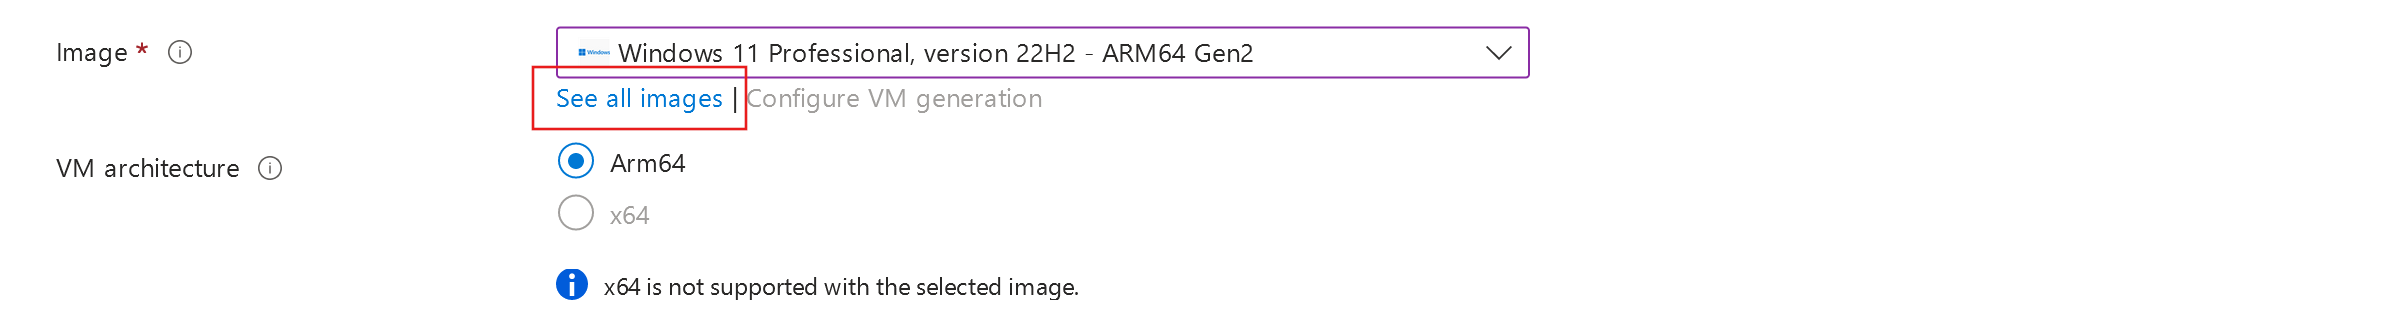 Image *
Windows Windows 11 Professional, version 22H2 - ARM64 Gen2
See all images | Configure VM generation
VM architecture
Arm64
x64
x64 is not supported with the selected image.